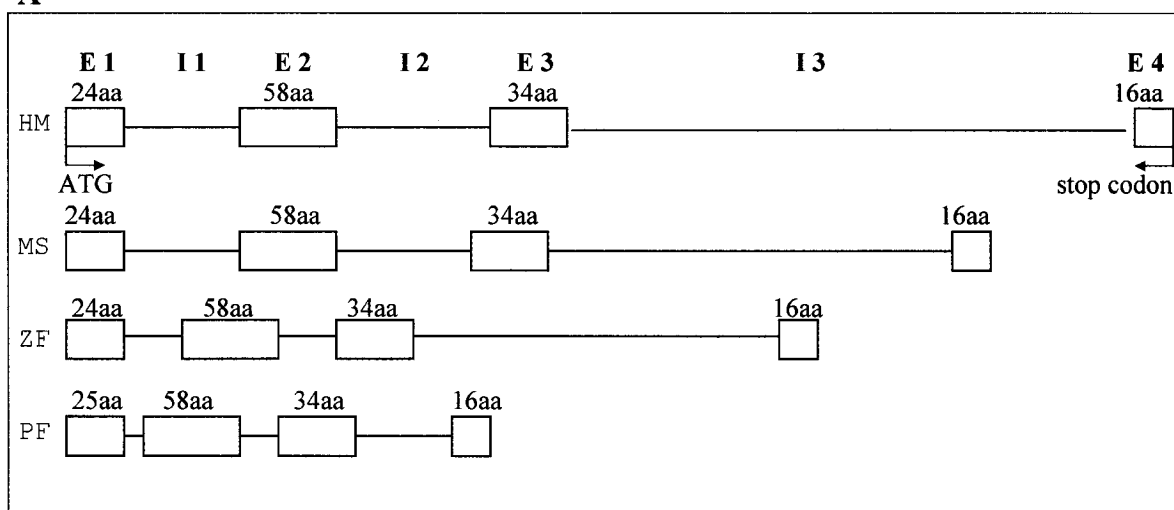 A
E 1 I 1 E 2 I 2 E 3 I 3 E 4
24aa 58aa 34aa 16aa
HM
ATG stop codon
24aa 58aa 34aa 16aa
MS
24aa 58aa 34aa 16aa
ZF
25aa 58aa 34aa 16aa
PF